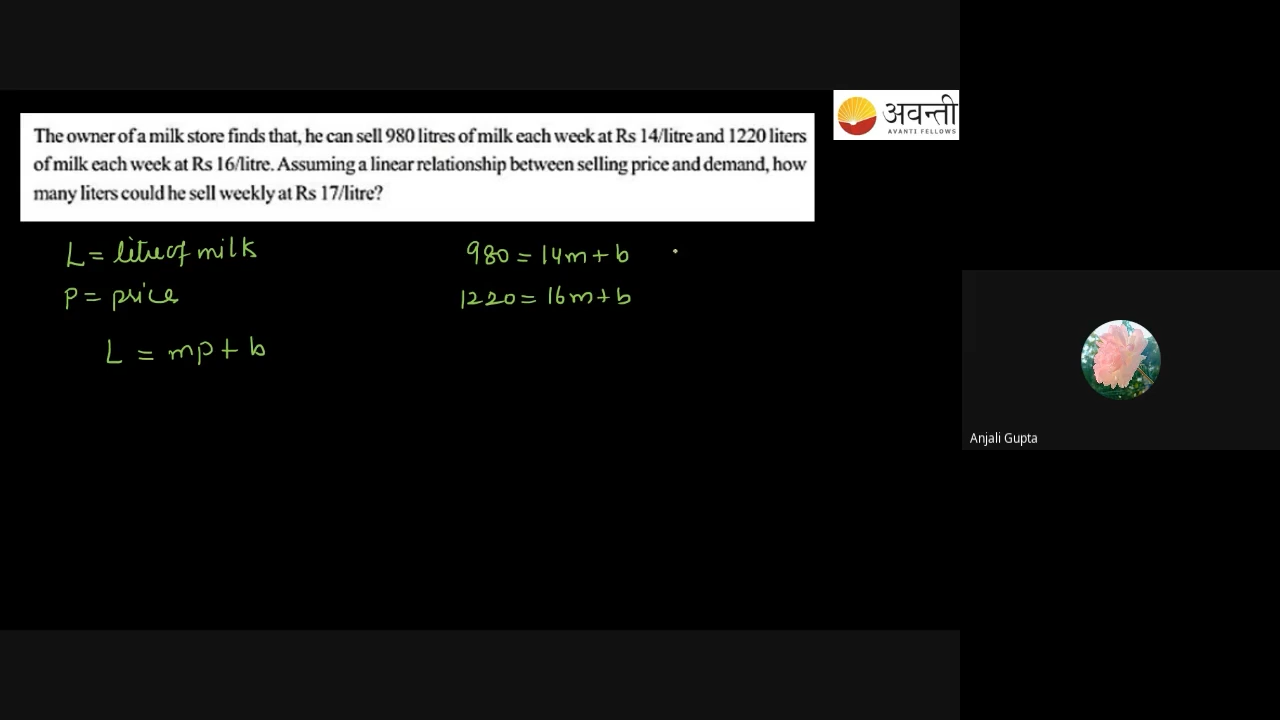 अवन्ती
AVANTI FELLOWS
The owner of a milk store finds that, he can sell 980 litres of milk each week at Rs 14/litre and 1220 liters
of milk each week at Rs 16/litre. Assuming a linear relationship between selling price and demand, how
many liters could he sell weekly at Rs 17/litre?
L = litre of milk
P = price
L = mp + b
980 = 14m + b
1220 = 16m + b
Anjali Gupta